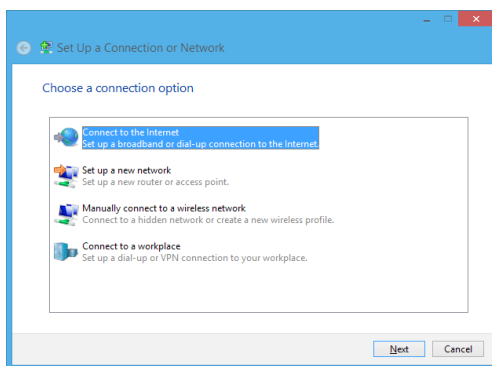 Set Up a Connection or Network
Choose a connection option
Connect to the Internet
Set up a broadband or dial-up connection to the Internet.
Set up a new network
Set up a new router or access point.
Manually connect to a wireless network
Connect to a hidden network or create a new wireless profile.
Connect to a workplace
Set up a dial-up or VPN connection to your workplace.
Next Cancel